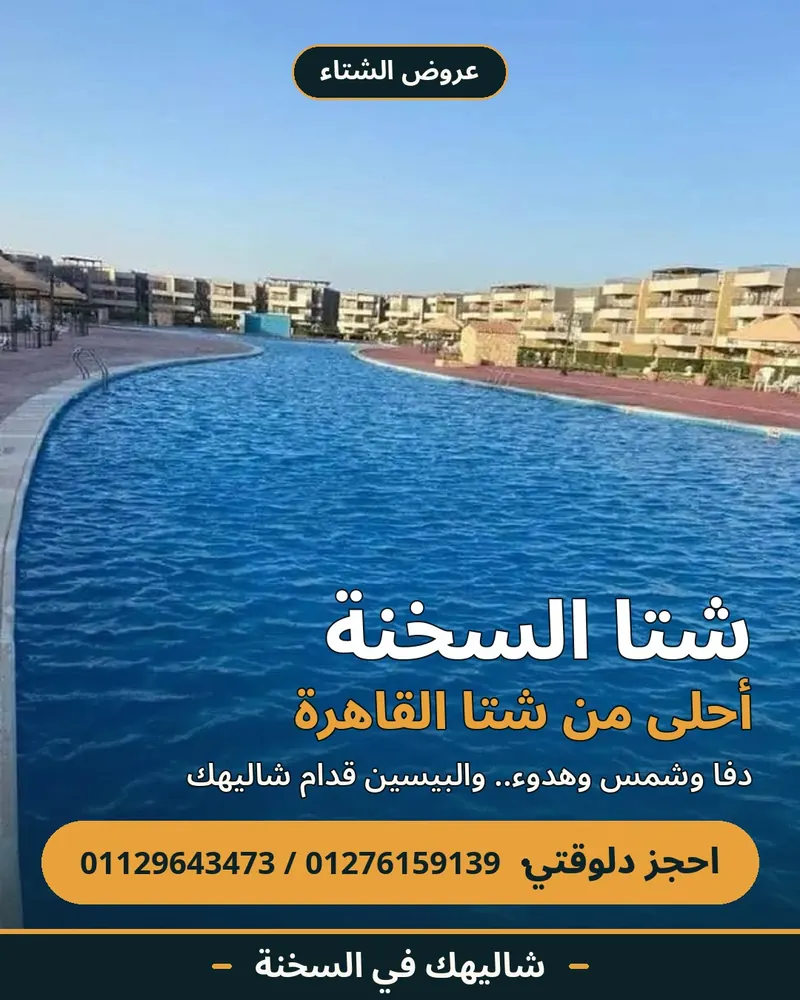 عروض الشتاء
شتا السخنة
أحلى من شتا القاهرة
دفا وشمس وهدوء.. والبيسين قدام شاليهك
احجز دلوقتي 01276159139 / 01129643473
شاليهك في السخنة